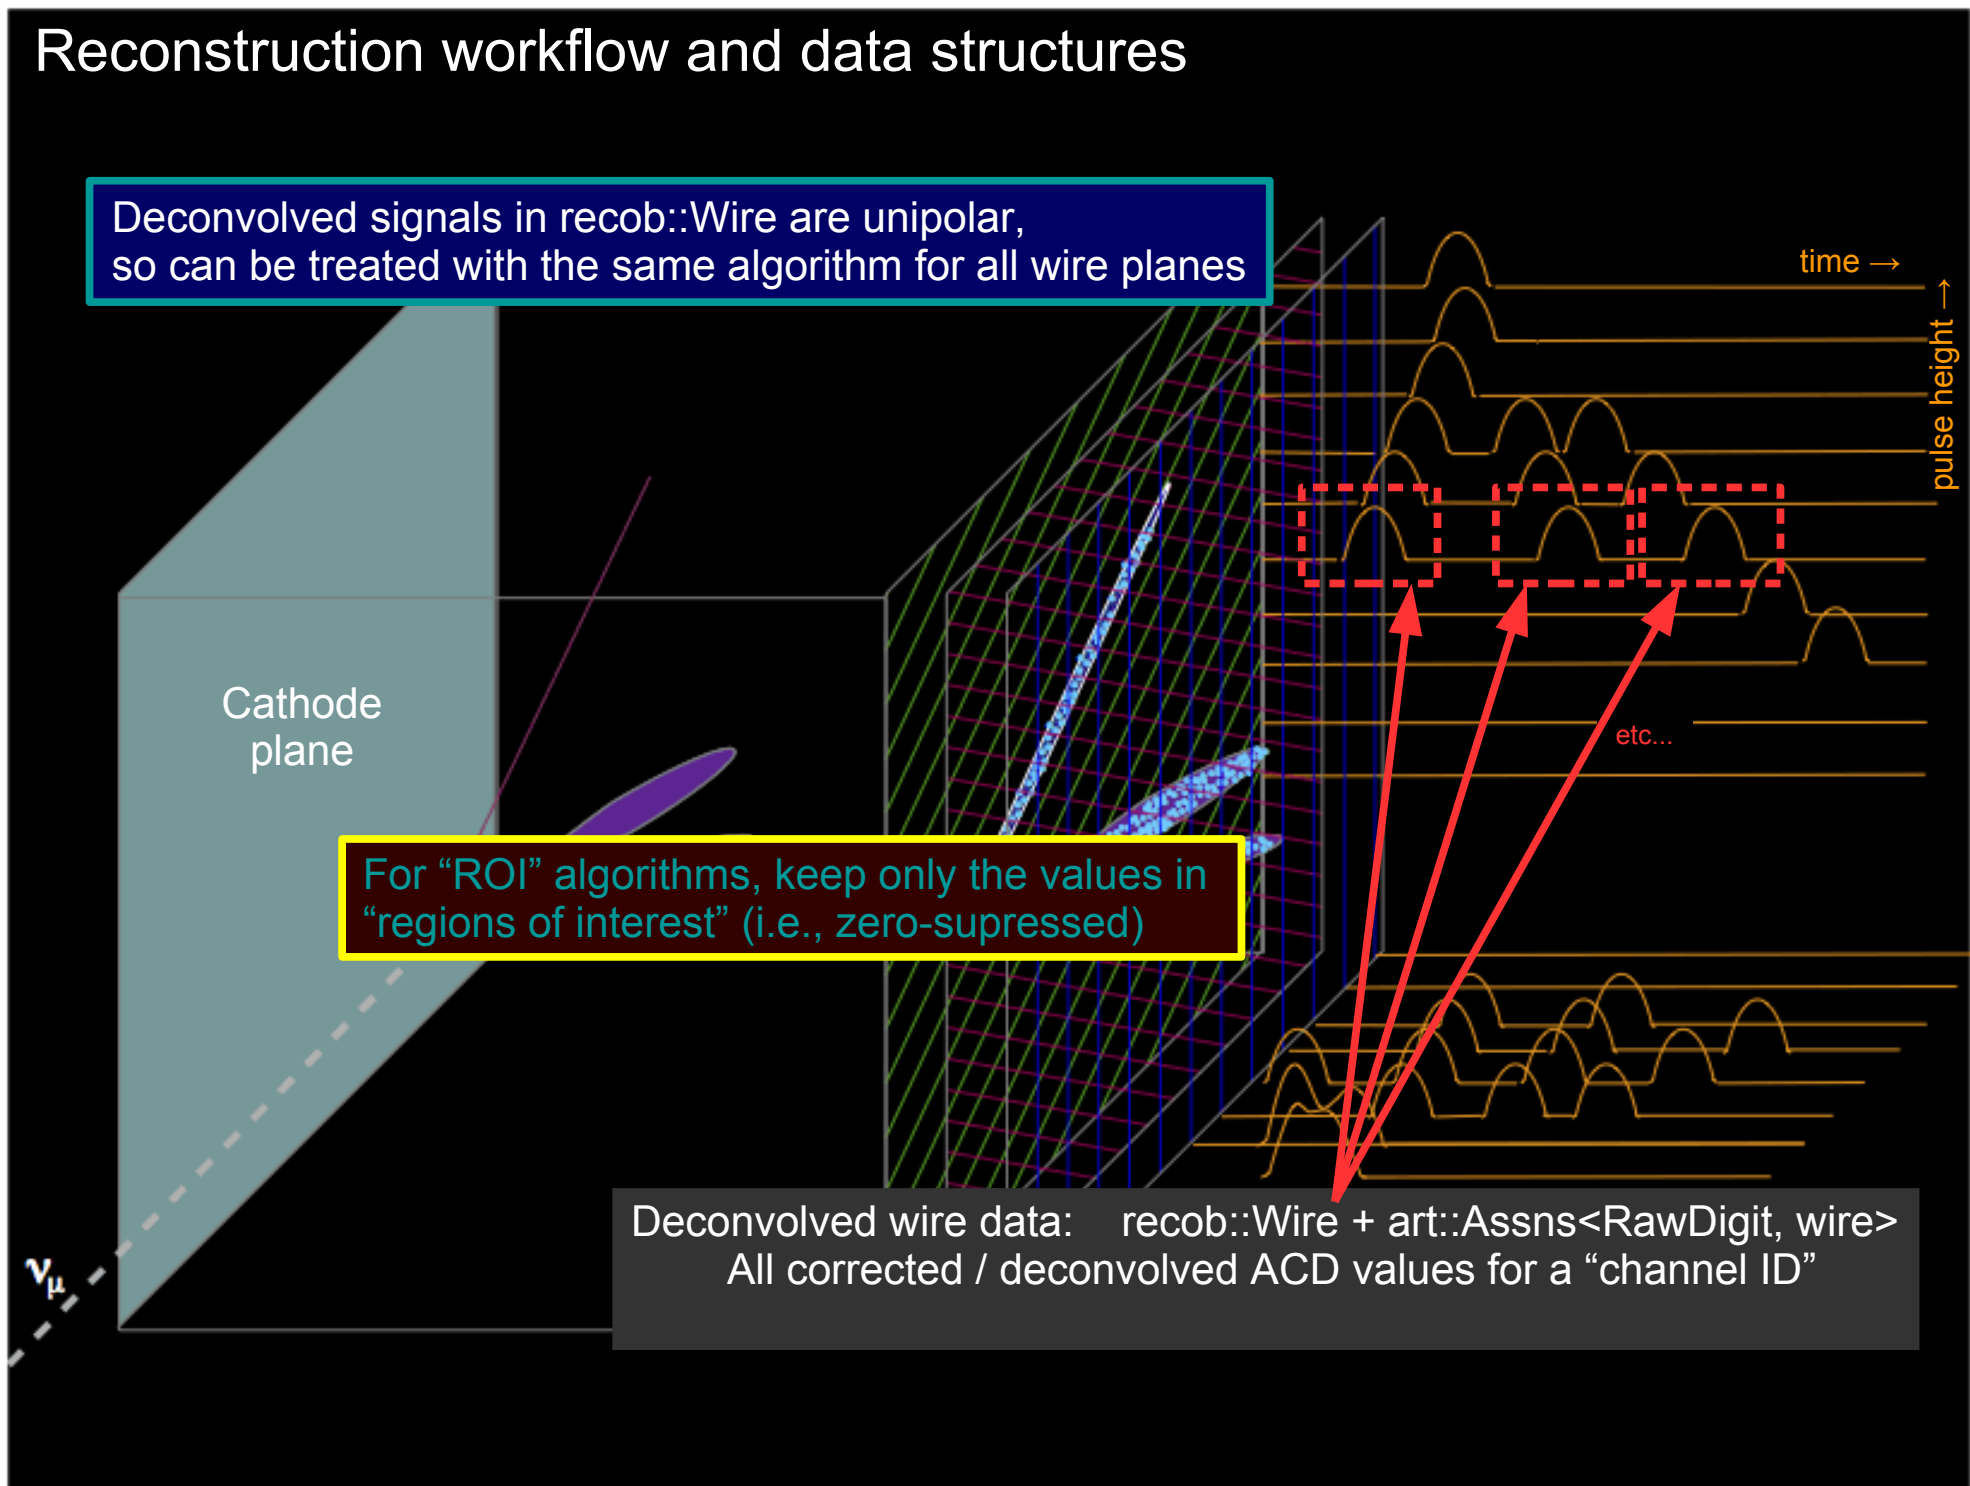 Reconstruction workflow and data structures
Deconvolved signals in recob::Wire are unipolar,
so can be treated with the same algorithm for all wire planes
time →
pulse height →
Cathode
plane
etc...
For “ROI” algorithms, keep only the values in
“regions of interest” (i.e., zero-supressed)
Deconvolved wire data: recob::Wire + art::Assns<RawDigit, wire>
All corrected / deconvolved ACD values for a “channel ID”
νμ